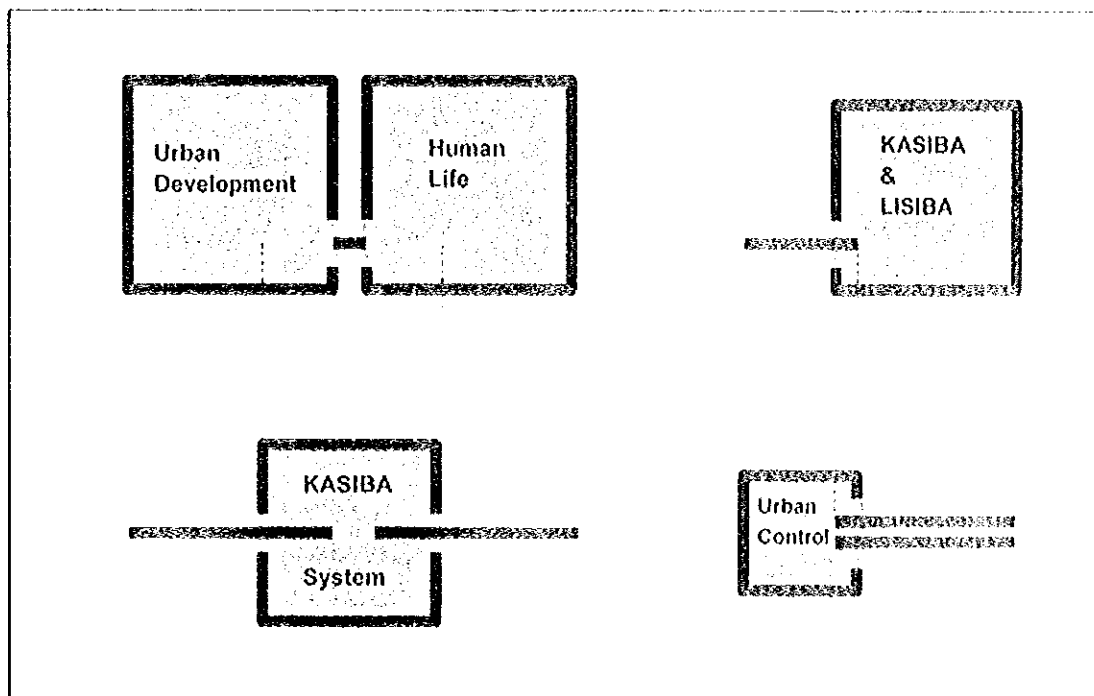 Urban
Development
Human
Life
KASIBA
&
LISIBA
KASIBA
System
Urban
Control